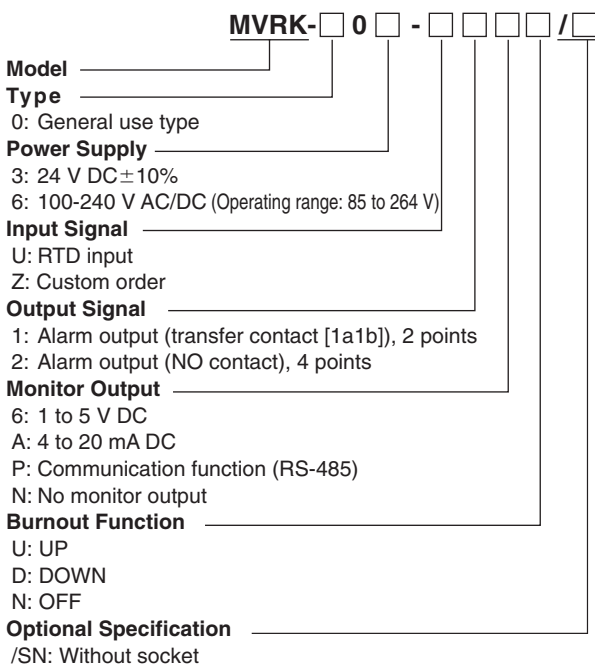 MVRK-□ 0 □ - □ □ □ □ /□
Model
Type
0: General use type
Power Supply
3: 24 V DC±10%
6: 100-240 V AC/DC (Operating range: 85 to 264 V)
Input Signal
U: RTD input
Z: Custom order
Output Signal
1: Alarm output (transfer contact [1a1b]), 2 points
2: Alarm output (NO contact), 4 points
Monitor Output
6: 1 to 5 V DC
A: 4 to 20 mA DC
P: Communication function (RS-485)
N: No monitor output
Burnout Function
U: UP
D: DOWN
N: OFF
Optional Specification
/SN: Without socket